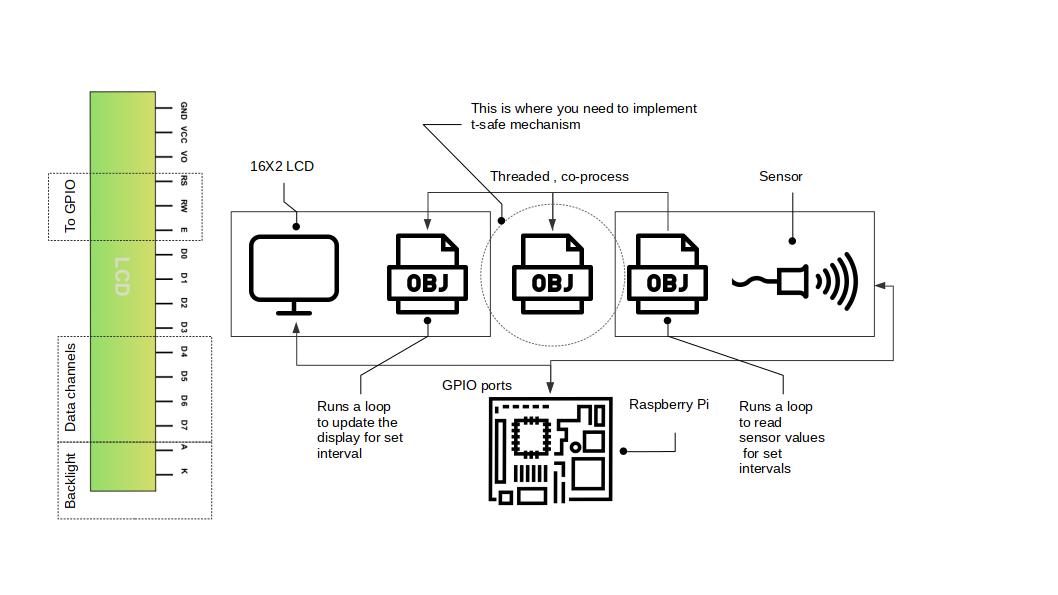 This is where you need to implement
t-safe mechanism
16X2 LCD
Threaded , co-process
Sensor
GND
VCC
VO
RS
RW
E
D0
D1
D2
D3
D4
D5
D6
D7
A
K
To GPIO
LCD
Data channels
Backlight
OBJ
OBJ
OBJ
GPIO ports
Raspberry Pi
Runs a loop
to update the
display for set
interval
Runs a loop
to read
sensor values
for set
intervals